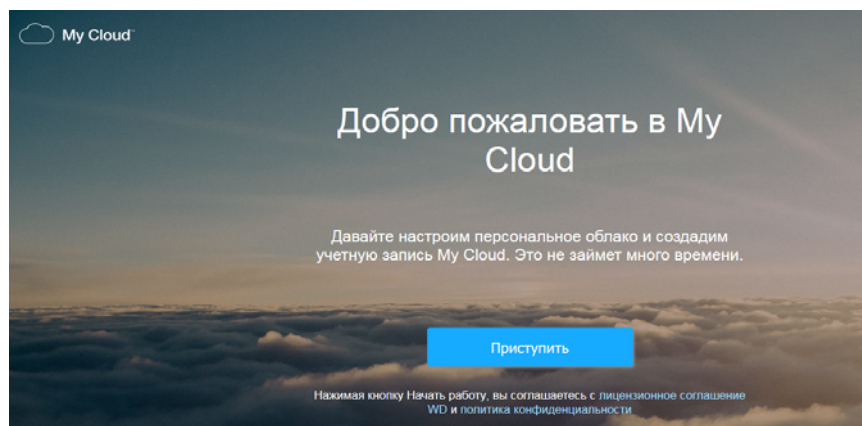 My Cloud™
Добро пожаловать в My
Cloud
Давайте настроим персональное облако и создадим
учетную запись My Cloud. Это не займет много времени.
Приступить
Нажимая кнопку Начать работу, вы соглашаетесь с лицензионное соглашение
WD и политика конфиденциальности